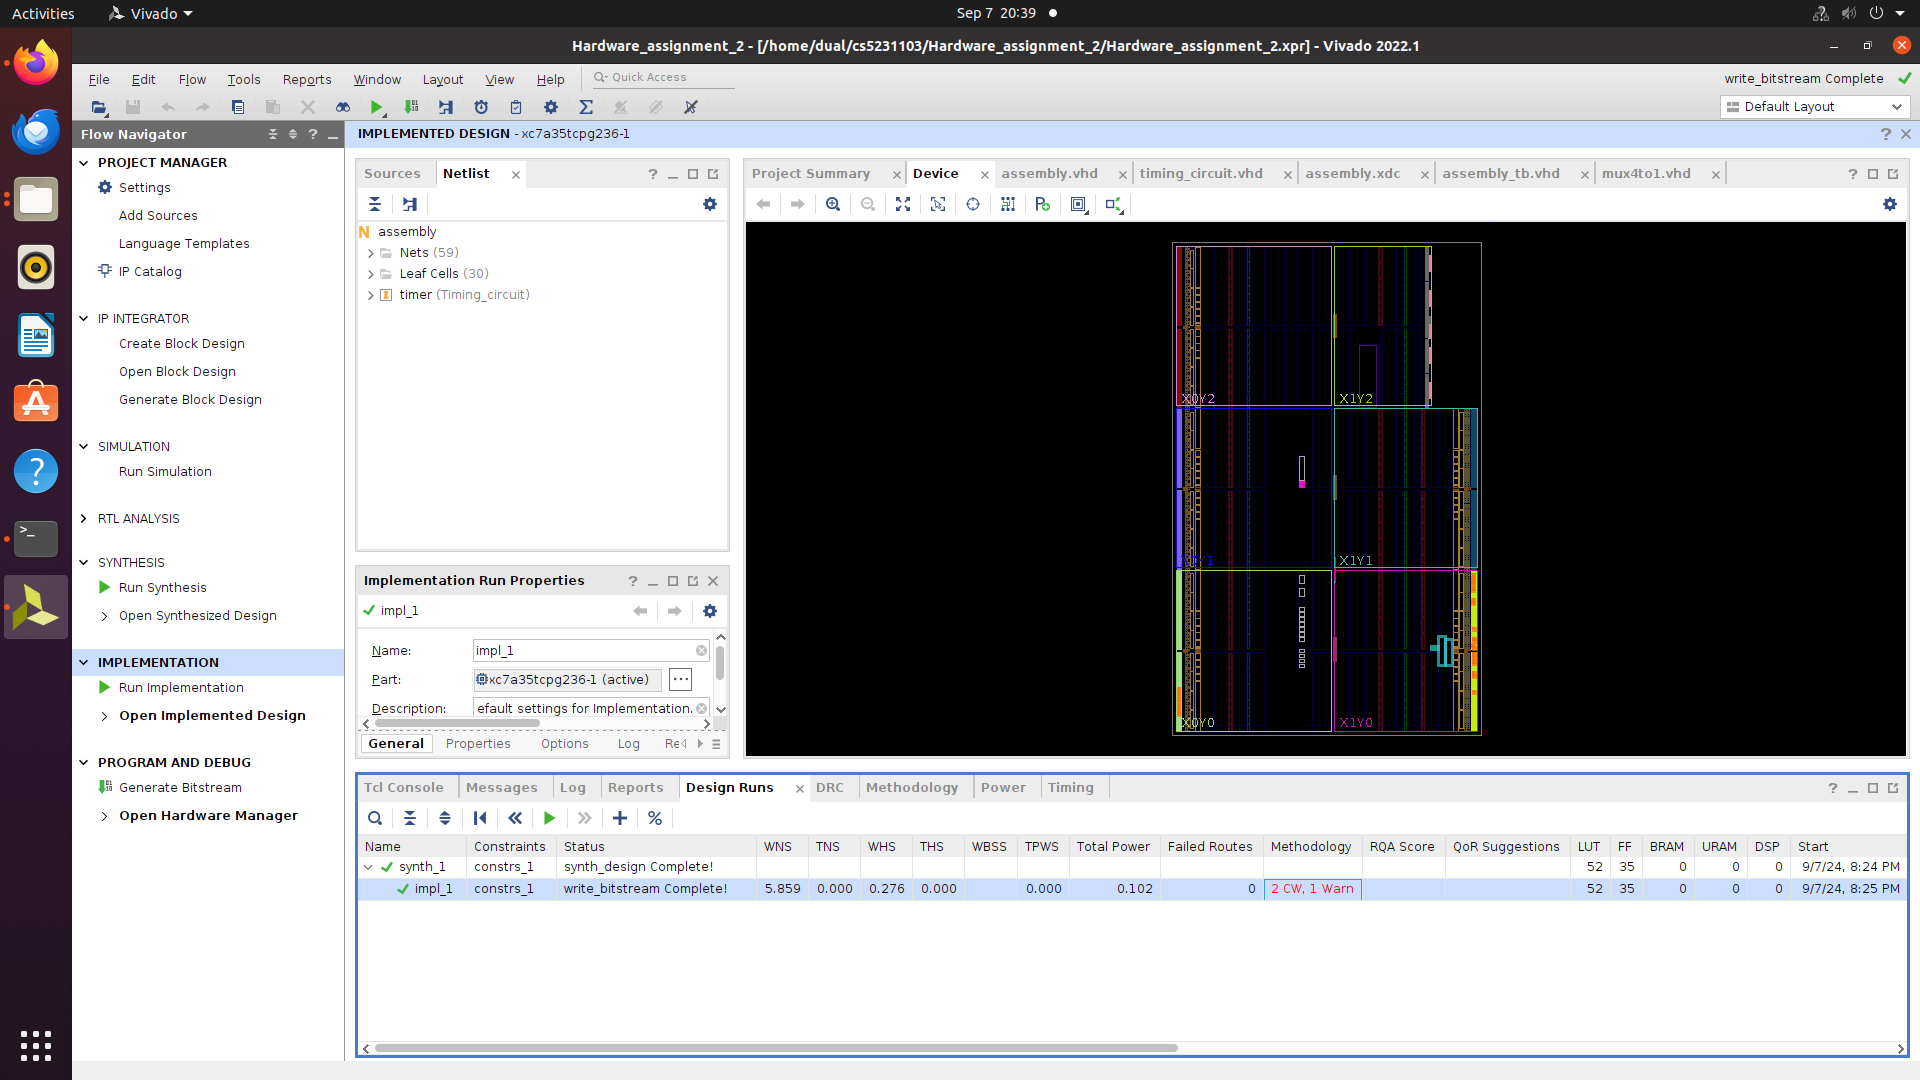 Activities Vivado Sep 7 20:39
Hardware_assignment_2 - [/home/dual/cs5231103/Hardware_assignment_2/Hardware_assignment_2.xpr] - Vivado 2022.1
File Edit Flow Tools Reports Window Layout View Help Quick Access write_bitstream Complete
Default Layout
Flow Navigator
PROJECT MANAGER
Settings
Add Sources
Language Templates
IP Catalog
IP INTEGRATOR
Create Block Design
Open Block Design
Generate Block Design
SIMULATION
Run Simulation
RTL ANALYSIS
SYNTHESIS
Run Synthesis
Open Synthesized Design
IMPLEMENTATION
Run Implementation
Open Implemented Design
PROGRAM AND DEBUG
Generate Bitstream
Open Hardware Manager
IMPLEMENTED DESIGN - xc7a35tcpg236-1
Sources Netlist
N assembly
Nets (59)
Leaf Cells (30)
timer (Timing_circuit)
Implementation Run Properties
impl_1
Name: impl_1
Part: xc7a35tcpg236-1 (active)
Description: efault settings for Implementation.
General Properties Options Log Re
Project Summary Device assembly.vhd timing_circuit.vhd assembly.xdc assembly_tb.vhd mux4to1.vhd
X0Y2 X1Y2
X0Y1 X1Y1
X0Y0 X1Y0
Tcl Console Messages Log Reports Design Runs DRC Methodology Power Timing
Name Constraints Status WNS TNS WHS THS WBSS TPWS Total Power Failed Routes Methodology RQA Score QoR Suggestions LUT FF BRAM URAM DSP Start
synth_1 constrs_1 synth_design Complete! 52 35 0 0 0 9/7/24, 8:24 PM
impl_1 constrs_1 write_bitstream Complete! 5.859 0.000 0.276 0.000 0.000 0.102 0 2 CW, 1 Warn 52 35 0 0 0 9/7/24, 8:25 PM